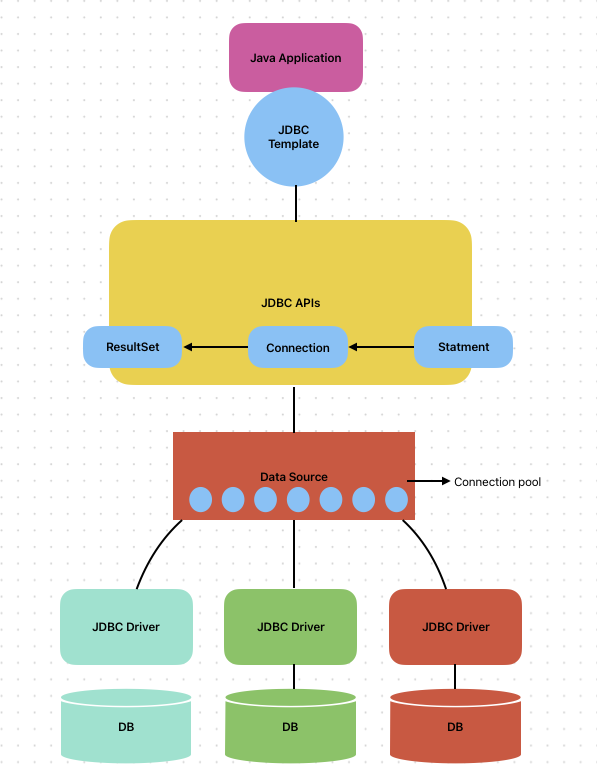 Java Application
JDBC
Template
JDBC APIs
ResultSet
Connection
Statment
Data Source
Connection pool
JDBC Driver
JDBC Driver
JDBC Driver
DB
DB
DB